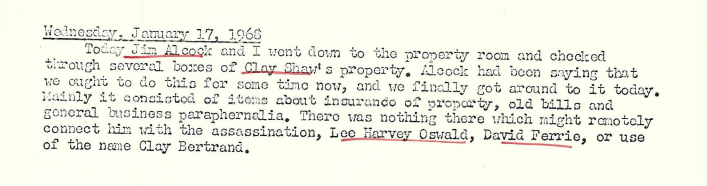 Wednesday, January 17, 1968
Today Jim Alcock and I went down to the property room and checked
through several boxes of Clay Shaw's property. Alcock had been saying that
we ought to do this for some time now, and we finally got around to it today.
Mainly it consisted of items about insurance of property, old bills and
general business paraphernalia. There was nothing there which might remotely
connect him with the assassination, Lee Harvey Oswald, David Ferrie, or use
of the name Clay Bertrand.